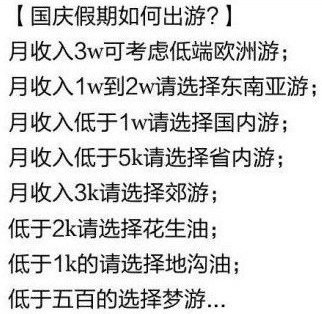 【国庆假期如何出游?】
月收入3w可考虑低端欧洲游;
月收入1w到2w请选择东南亚游;
月收入低于1w请选择国内游;
月收入低于5k请选择省内游;
月收入3k请选择郊游;
低于2k请选择花生油;
低于1k的请选择地沟油;
低于五百的选择梦游...